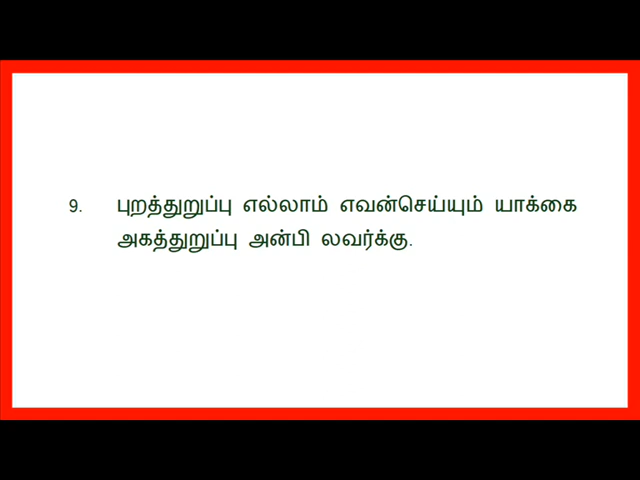 9. புறத்துறுப்பு எல்லாம் எவன்செய்யும் யாக்கை
அகத்துறுப்பு அன்பி லவர்க்கு.